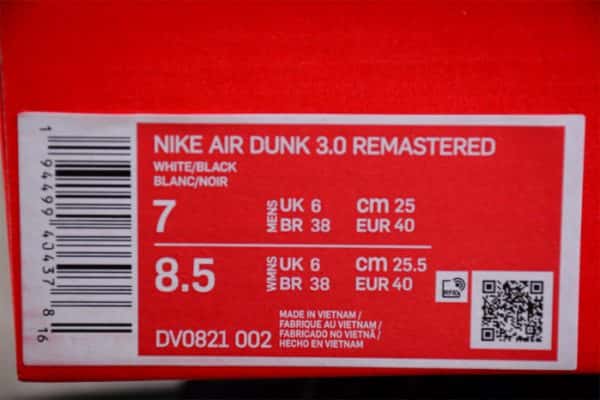 NIKE AIR DUNK 3.0 REMASTERED
WHITE/BLACK
BLANC/NOIR
7 MENS UK 6 cm 25
BR 38 EUR 40
8.5 WMNS UK 6 cm 25.5
BR 38 EUR 40
DV0821 002
MADE IN VIETNAM /
FABRIQUE AU VIETNAM /
FABRICADO NO VIETNÃ /
HECHO EN VIETNAM
RFID
1 94499 40437 8 16